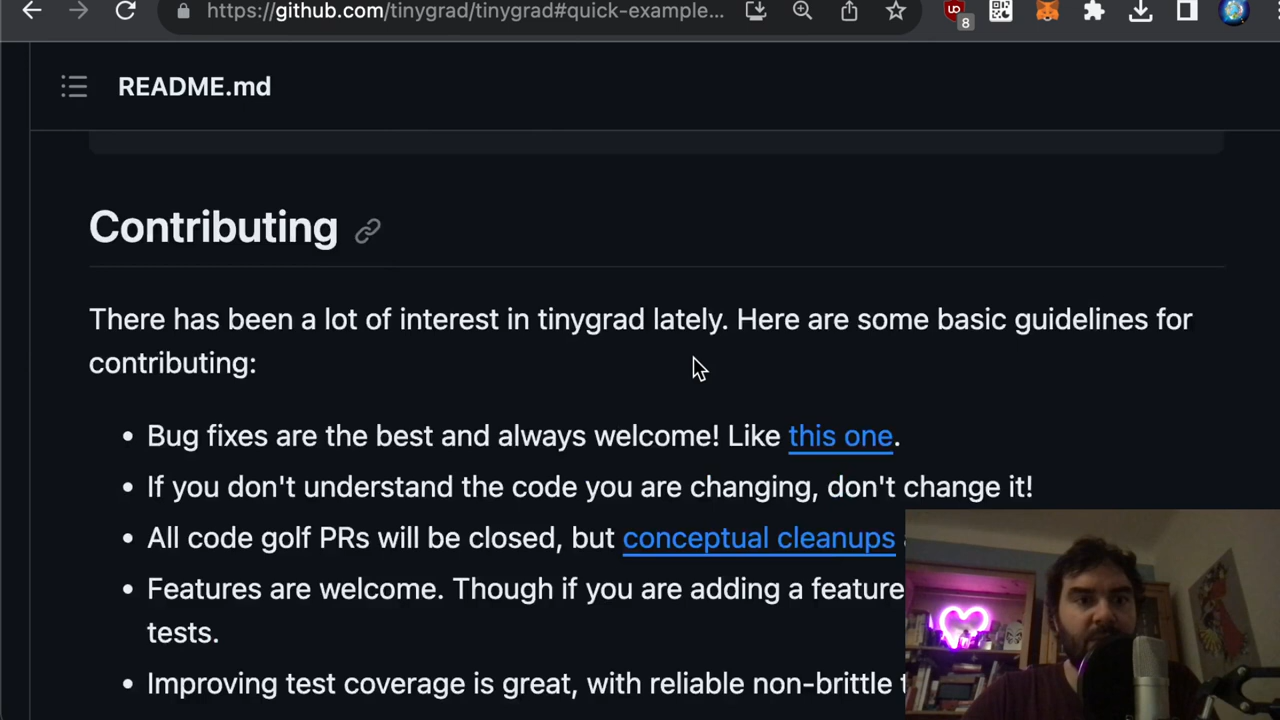 https://github.com/tinygrad/tinygrad#quick-example...
8
README.md
Contributing
There has been a lot of interest in tinygrad lately. Here are some basic guidelines for
contributing:
• Bug fixes are the best and always welcome! Like this one.
• If you don't understand the code you are changing, don't change it!
• All code golf PRs will be closed, but conceptual cleanups
• Features are welcome. Though if you are adding a feature
tests.
• Improving test coverage is great, with reliable non-brittle